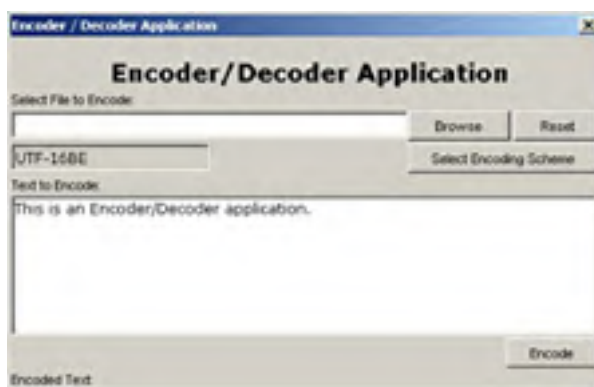 Encoder / Decoder Application
Encoder/Decoder Application
Select File to Encode:
Browse Reset
UTF-16BE Select Encoding Scheme
Text to Encode:
This is an Encoder/Decoder application.
Encode
Encoded Text